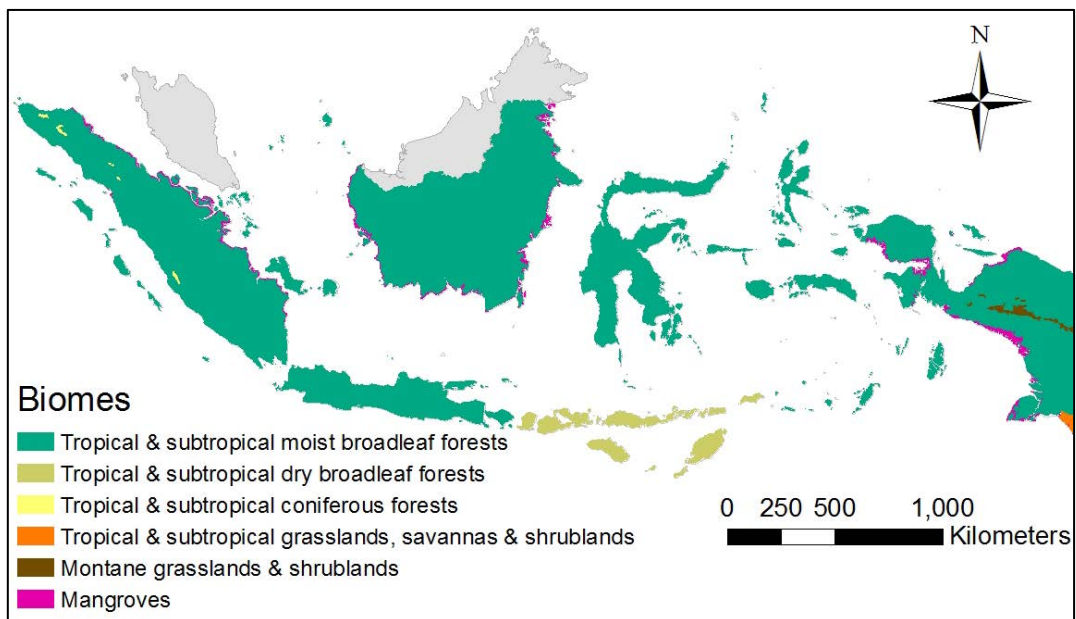 N
Biomes
Tropical & subtropical moist broadleaf forests
Tropical & subtropical dry broadleaf forests
Tropical & subtropical coniferous forests
Tropical & subtropical grasslands, savannas & shrublands
Montane grasslands & shrublands
Mangroves
0 250 500 1,000
Kilometers